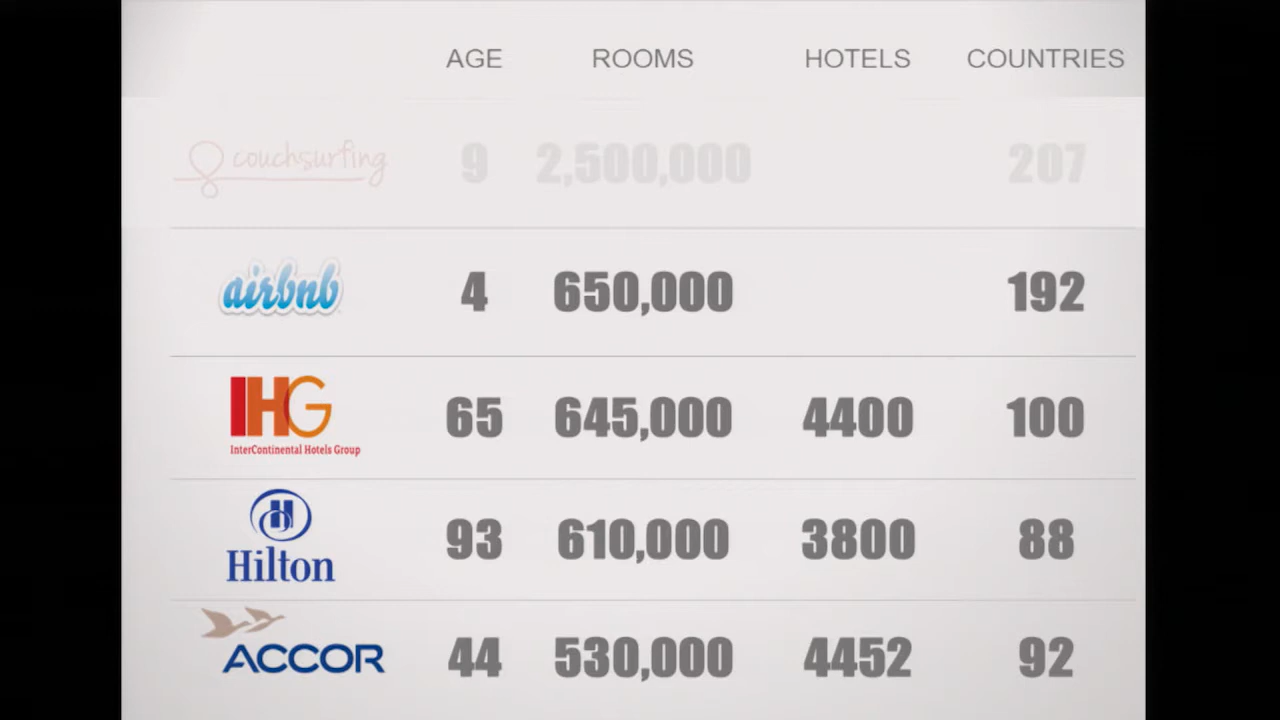 AGE ROOMS HOTELS COUNTRIES
couchsurfing 9 2,500,000 207
airbnb 4 650,000 192
IHG 65 645,000 4400 100
InterContinental Hotels Group
H
Hilton 93 610,000 3800 88
ACCOR 44 530,000 4452 92